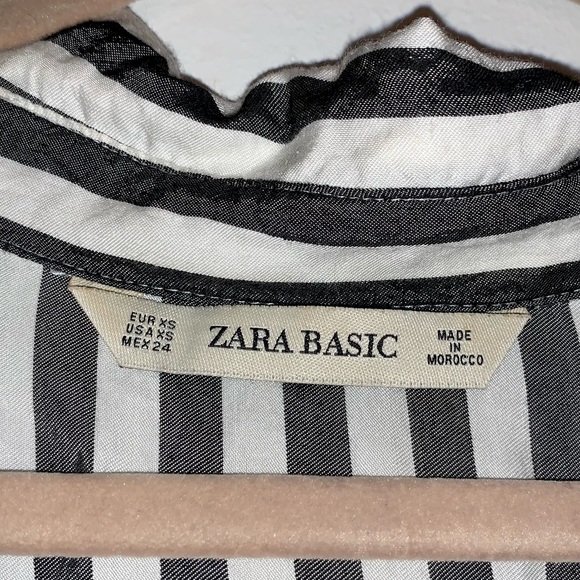 EUR XS
USA XS
MEX 24
ZARA BASIC
MADE
IN
MOROCCO